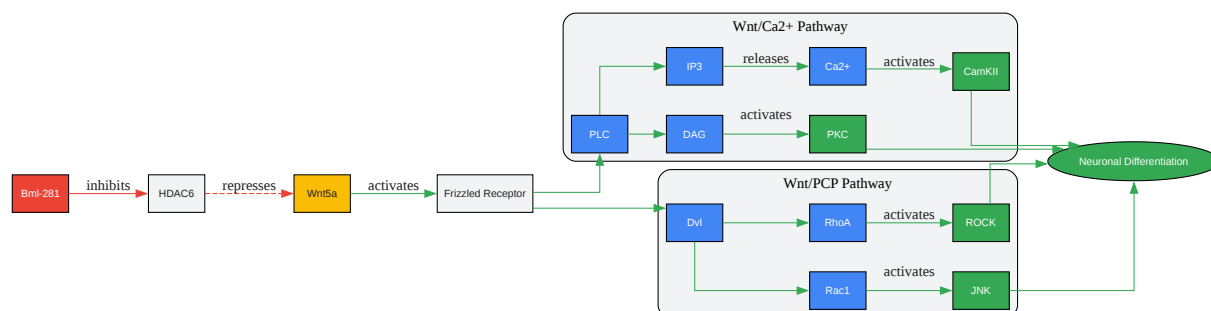 Wnt/Ca2+ Pathway
IP3
releases
Ca2+
activates
CamKII
PLC
DAG
activates
PKC
Neuronal Differentiation
Bml-281
inhibits
HDAC6
represses
Wnt5a
activates
Frizzled Receptor
Wnt/PCP Pathway
Dvl
RhoA
activates
ROCK
Rac1
activates
JNK